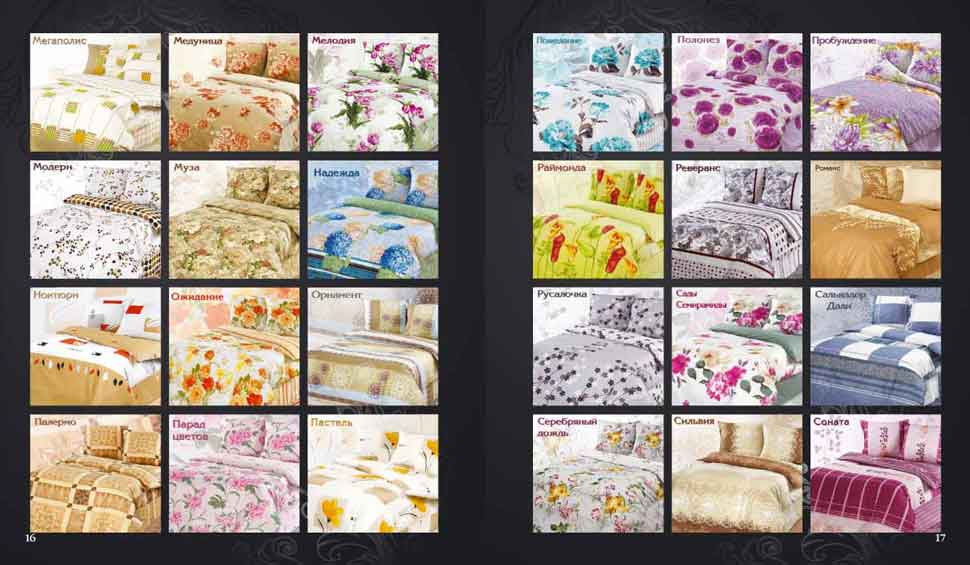 Мегаполис
Медуница
Мелодия
Модерн
Муза
Надежда
Ноктюрн
Ожидание
Орнамент
Палермо
Парад
цветов
Пастель
16
Пожелание
Полонез
Пробуждение
Раймонда
Реверанс
Романс
Русалочка
Сады
Семирамиды
Сальвадор
Дали
Серебряный
дождь
Сильвия
Соната
17